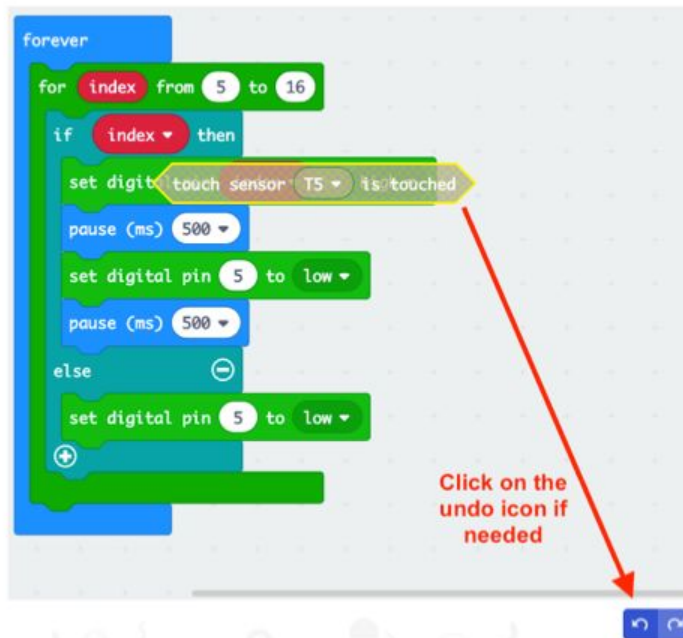 forever
for index from 5 to 16
if index then
set digit touch sensor T5 is touched
pause (ms) 500
set digital pin 5 to low
pause (ms) 500
else
set digital pin 5 to low
Click on the
undo icon if
needed